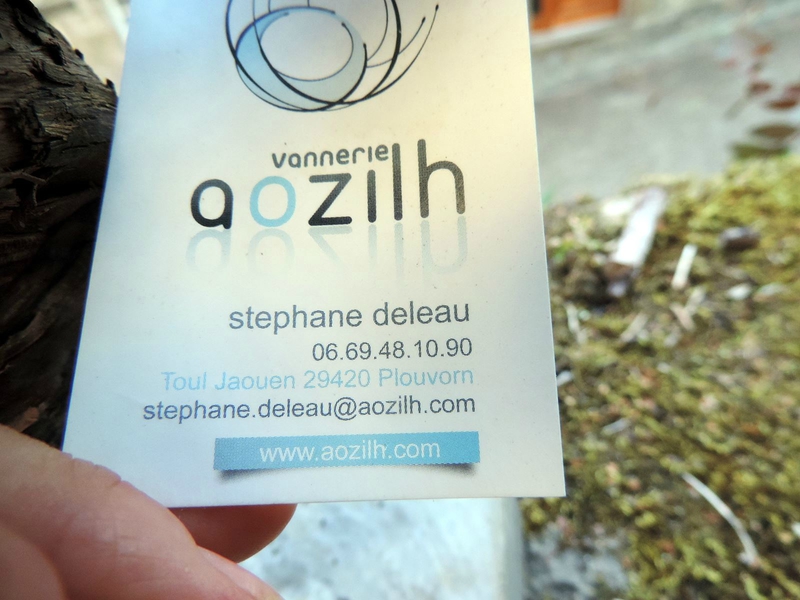 vannerie
aozilh
stephane deleau
06.69.48.10.90
Toul Jaouen 29420 Plouvorn
stephane.deleau@aozilh.com
www.aozilh.com